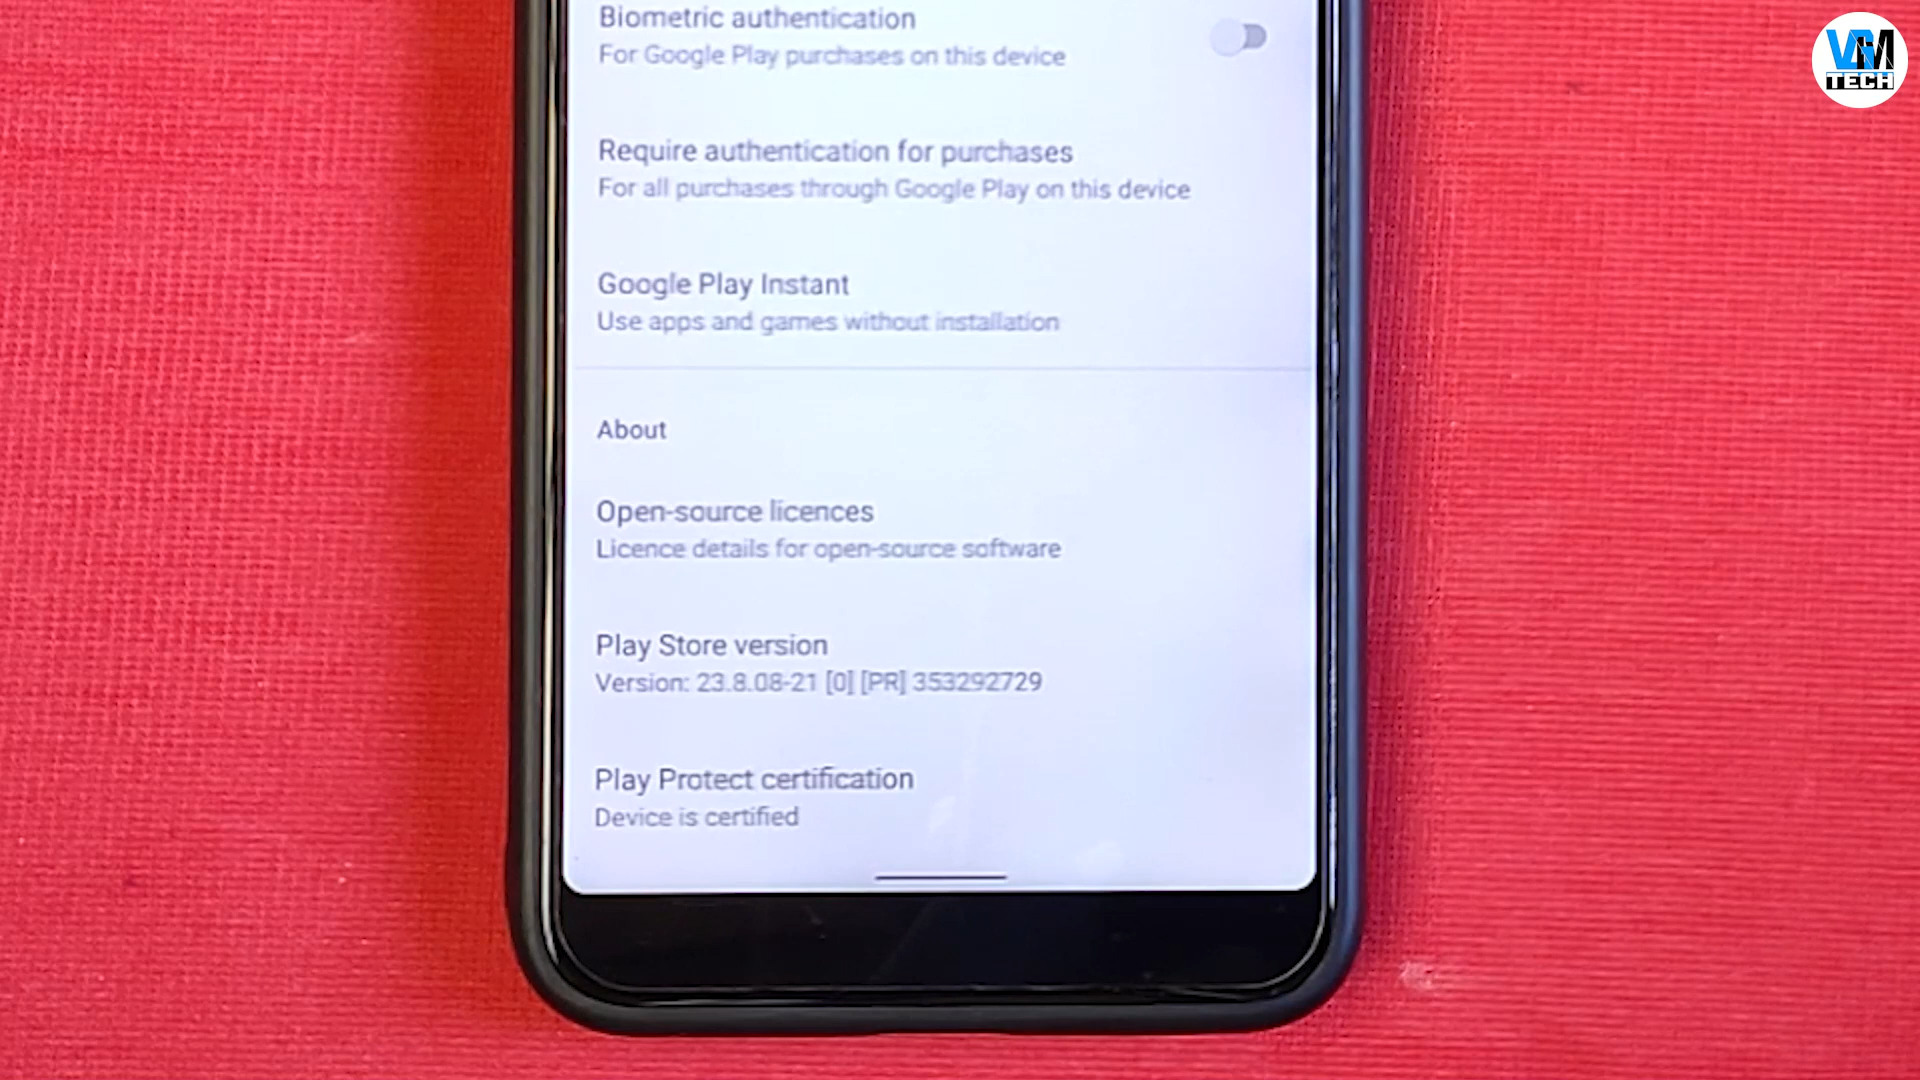 Biometric authentication
For Google Play purchases on this device
Require authentication for purchases
For all purchases through Google Play on this device
Google Play Instant
Use apps and games without installation
About
Open-source licences
Licence details for open-source software
Play Store version
Version: 23.8.08-21 [0] [PR] 353292729
Play Protect certification
Device is certified
VGM
TECH